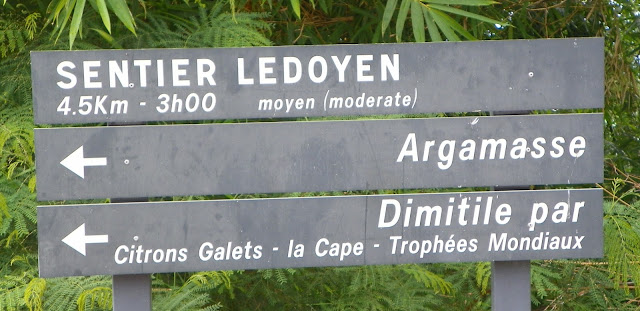 SENTIER LEDOYEN
4.5Km - 3h00 moyen (moderate)
Argamasse
Dimitile par
Citrons Galets - la Cape - Trophées Mondiaux